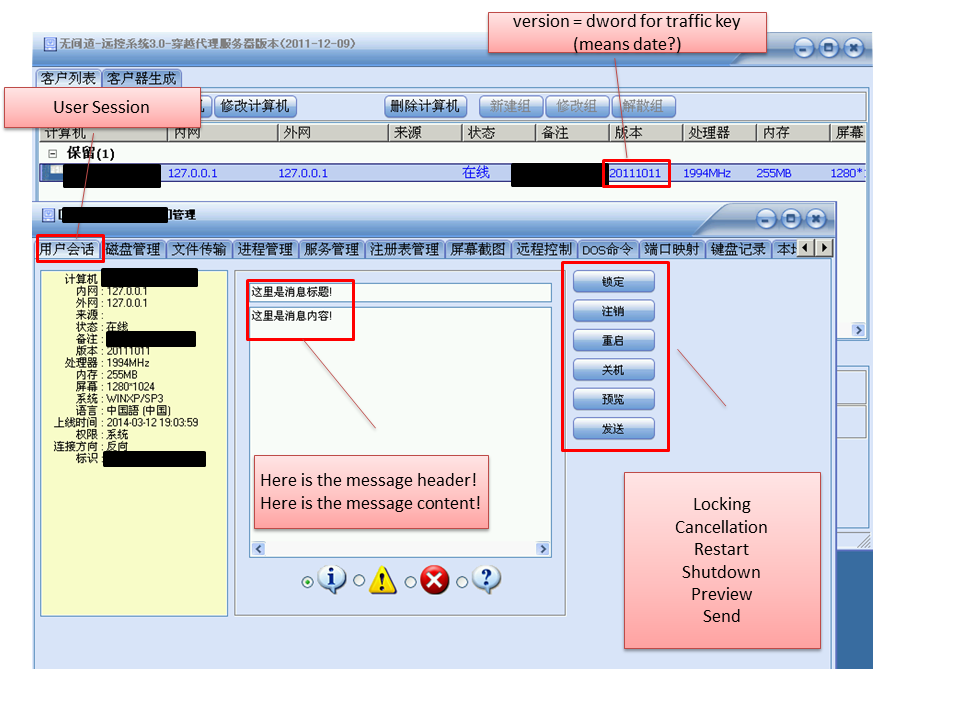 version = dword for traffic key
(means date?)
无间道-远控系统3.0-穿越代理服务器版本(2011-12-09)
客户列表 客户器生成
User Session
修改计算机 删除计算机 新建组 修改组 解散组
计算机 内网 外网 来源 状态 备注 版本 处理器 内存 屏幕
保留(1)
127.0.0.1 127.0.0.1 在线 20111011 1994MHz 255MB 1280*
[ ]管理
用户会话 磁盘管理 文件传输 进程管理 服务管理 注册表管理 屏幕截图 远程控制 DOS命令 端口映射 键盘记录
计算机
内网 : 127.0.0.1
外网 : 127.0.0.1
来源 :
状态 : 在线
备注 :
版本 : 20111011
处理器 : 1994MHz
内存 : 255MB
屏幕 : 1280*1024
系统 : WINXP/SP3
语言 : 中国語 (中国)
上线时间 : 2014-03-12 19:03:59
权限 : 系统
连接方向 : 反向
标识 :
这里是消息标题!
这里是消息内容!
锁定
注销
重启
关机
预览
发送
Here is the message header!
Here is the message content!
Locking
Cancellation
Restart
Shutdown
Preview
Send